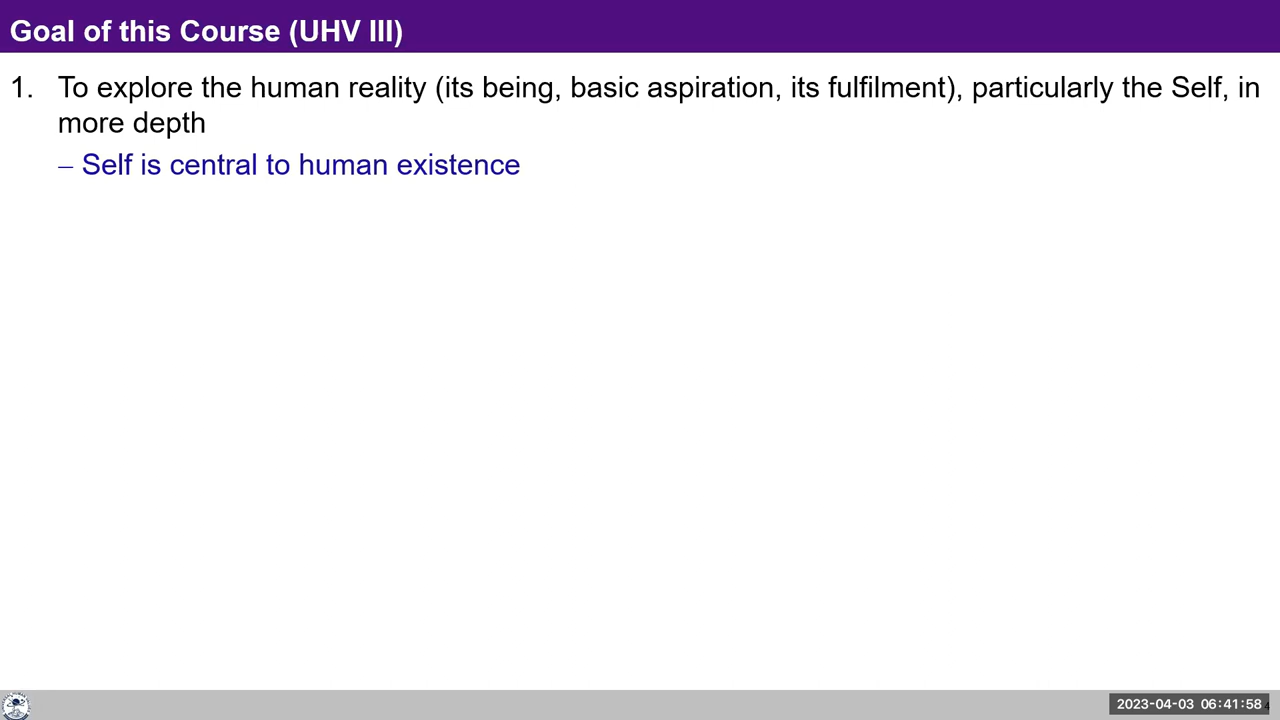 Goal of this Course (UHV III)
1. To explore the human reality (its being, basic aspiration, its fulfilment), particularly the Self, in
more depth
– Self is central to human existence
2023-04-03 06:41:58